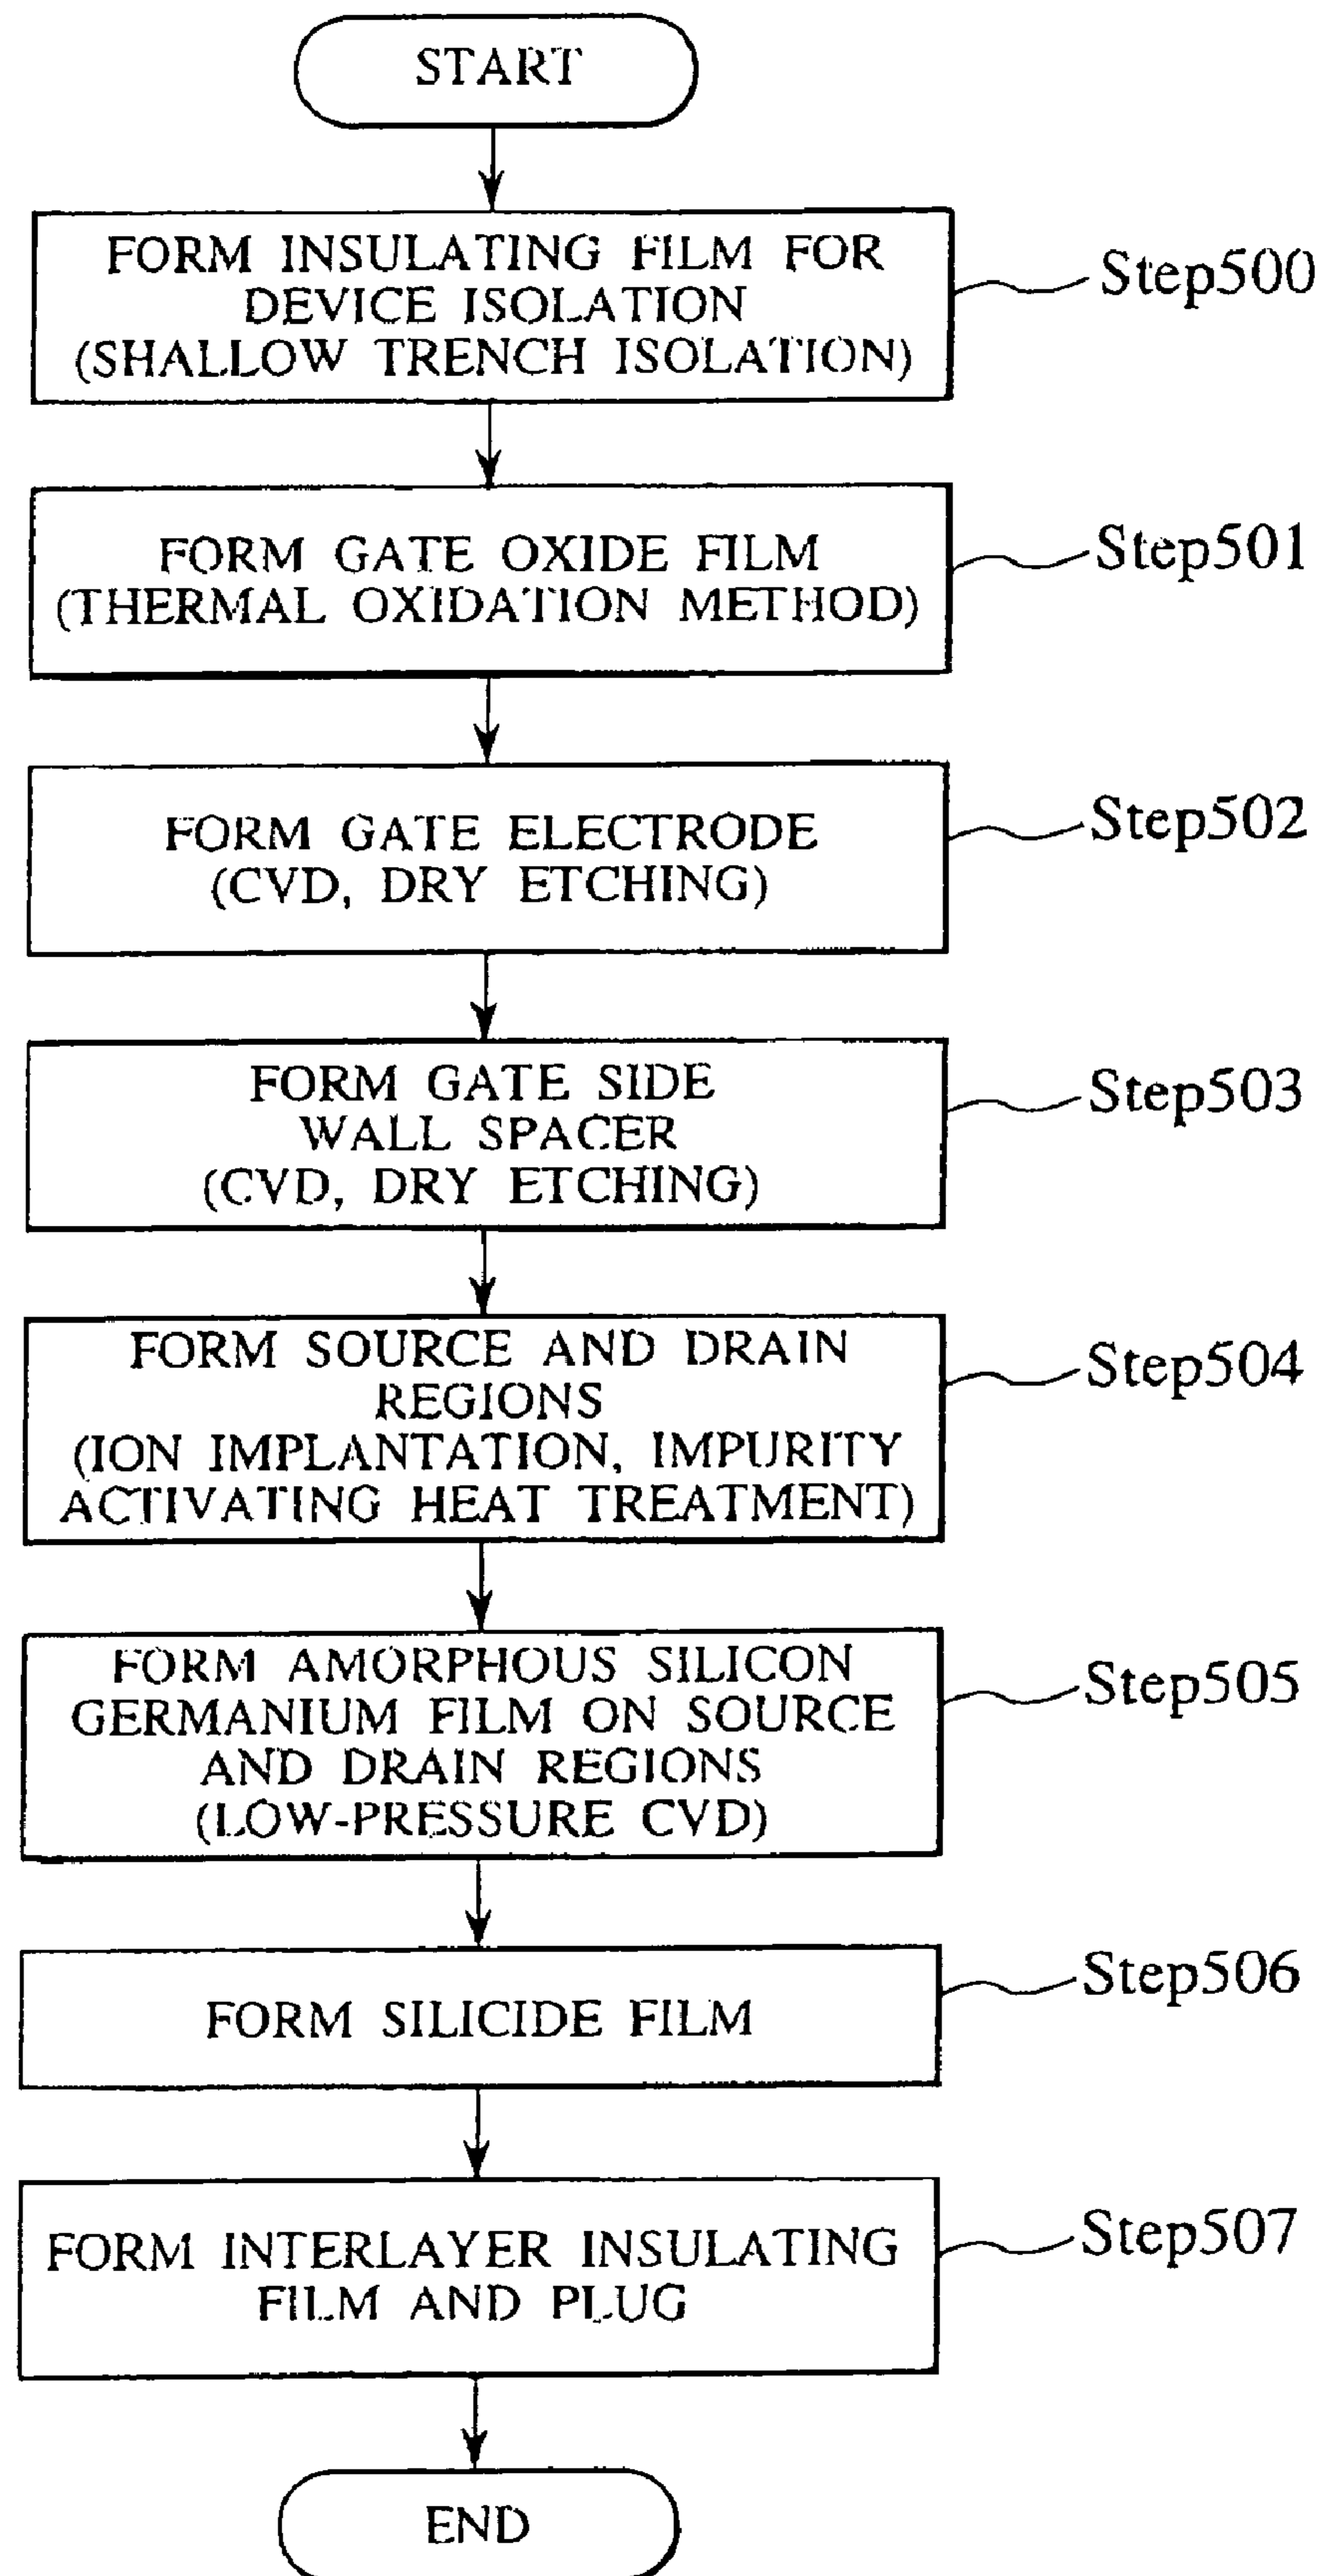 START
FORM INSULATING FILM FOR
DEVICE ISOLATION
(SHALLOW TRENCH ISOLATION)
Step500
FORM GATE OXIDE FILM
(THERMAL OXIDATION METHOD)
Step501
FORM GATE ELECTRODE
(CVD, DRY ETCHING)
Step502
FORM GATE SIDE
WALL SPACER
(CVD, DRY ETCHING)
Step503
FORM SOURCE AND DRAIN
REGIONS
(ION IMPLANTATION, IMPURITY
ACTIVATING HEAT TREATMENT)
Step504
FORM AMORPHOUS SILICON
GERMANIUM FILM ON SOURCE
AND DRAIN REGIONS
(LOW-PRESSURE CVD)
Step505
FORM SILICIDE FILM
Step506
FORM INTERLAYER INSULATING
FILM AND PLUG
Step507
END